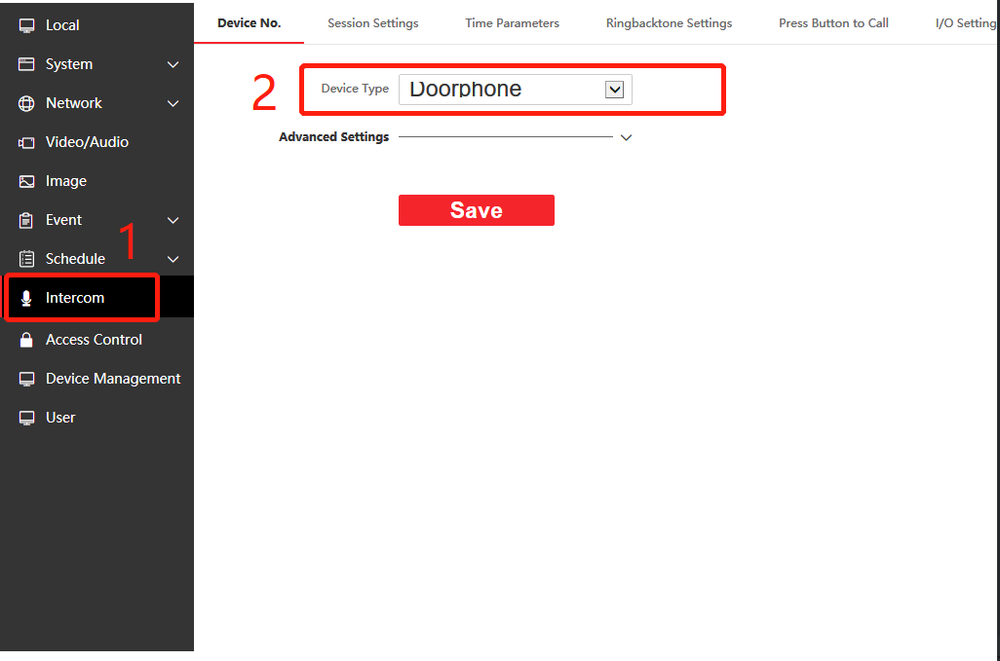 Local
System
Network
Video/Audio
Image
Event
Schedule
1
Intercom
Access Control
Device Management
User
Device No. Session Settings Time Parameters Ringbacktone Settings Press Button to Call I/O Setting
2
Device Type Doorphone
Advanced Settings
Save